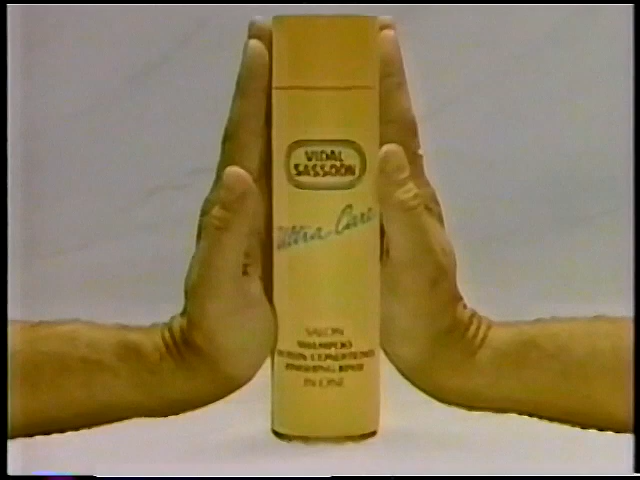 VIDAL
SASSOON
Ultra Care
SALON
SHAMPOO
PROTEIN CONDITIONER
FINISHING RINSE
IN ONE